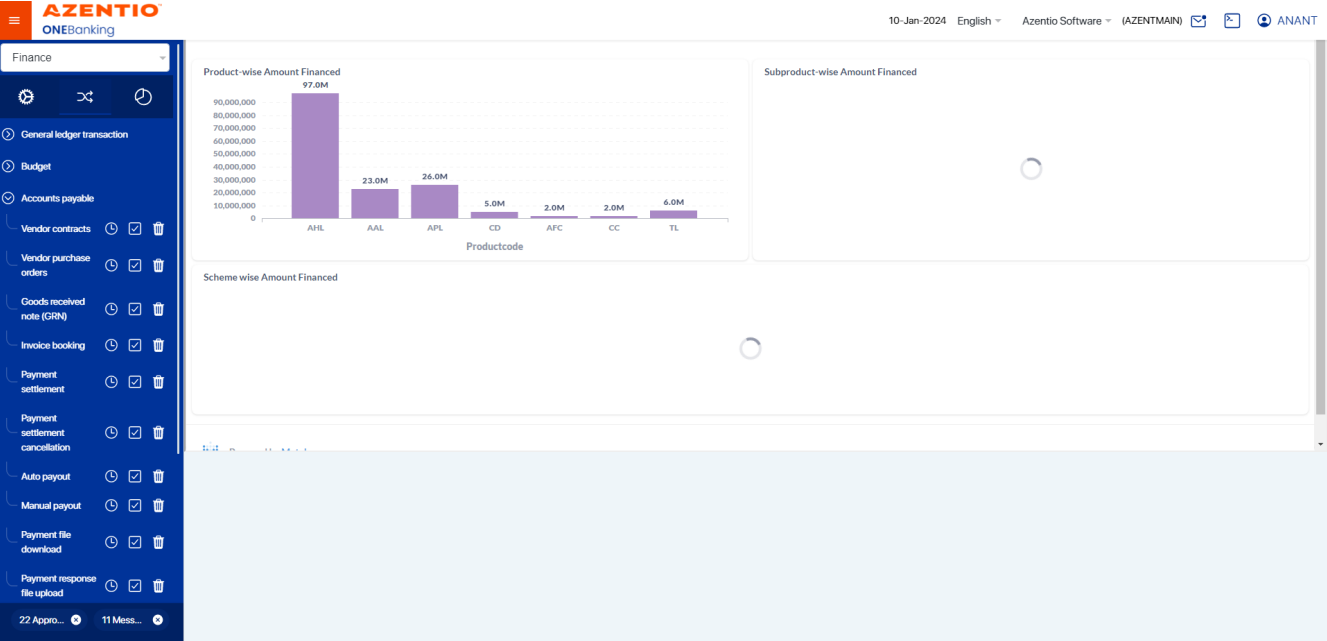 AZENTIO
ONEBanking
10-Jan-2024 English Azentio Software (AZENTMAIN) ANANT
Finance
General ledger transaction
Budget
Accounts payable
Vendor contracts
Vendor purchase
orders
Goods received
note (GRN)
Invoice booking
Payment
settlement
Payment
settlement
cancellation
Auto payout
Manual payout
Payment file
download
Payment response
file upload
22 Appro... 11 Mess...
Product-wise Amount Financed
97.0M
90,000,000
80,000,000
70,000,000
60,000,000
50,000,000
40,000,000
30,000,000
20,000,000
10,000,000
0
23.0M
26.0M
5.0M
2.0M
2.0M
6.0M
AHL AAL APL CD AFC CC TL
Productcode
Subproduct-wise Amount Financed
Scheme wise Amount Financed